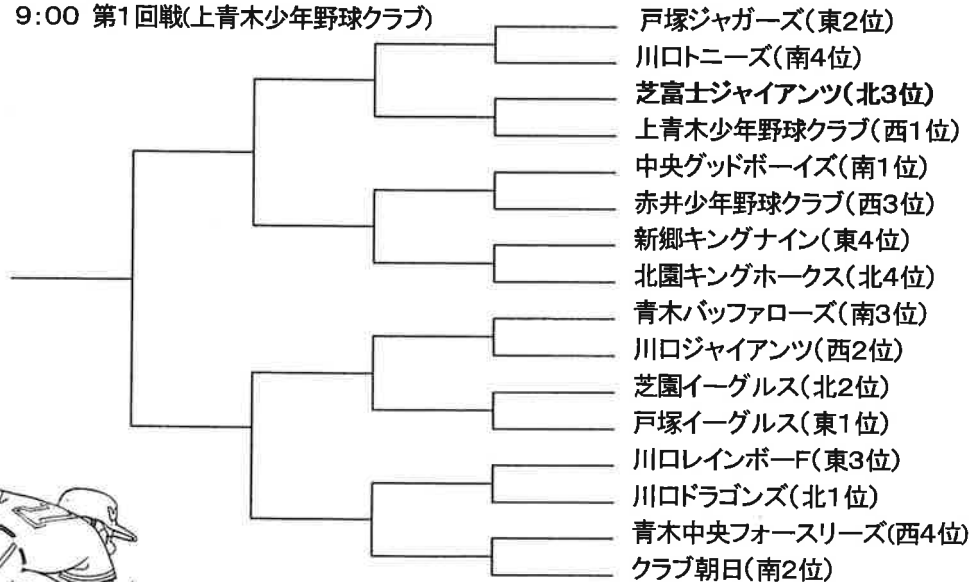 9:00 第1回戦(上青木少年野球クラブ)
戸塚ジャガーズ(東2位)
川口トニーズ(南4位)
芝富士ジャイアンツ(北3位)
上青木少年野球クラブ(西1位)
中央グッドボーイズ(南1位)
赤井少年野球クラブ(西3位)
新郷キングナイン(東4位)
北園キングホークス(北4位)
青木バッファローズ(南3位)
川口ジャイアンツ(西2位)
芝園イーグルス(北2位)
戸塚イーグルス(東1位)
川口レインボーF(東3位)
川口ドラゴンズ(北1位)
青木中央フォースリーズ(西4位)
クラブ朝日(南2位)